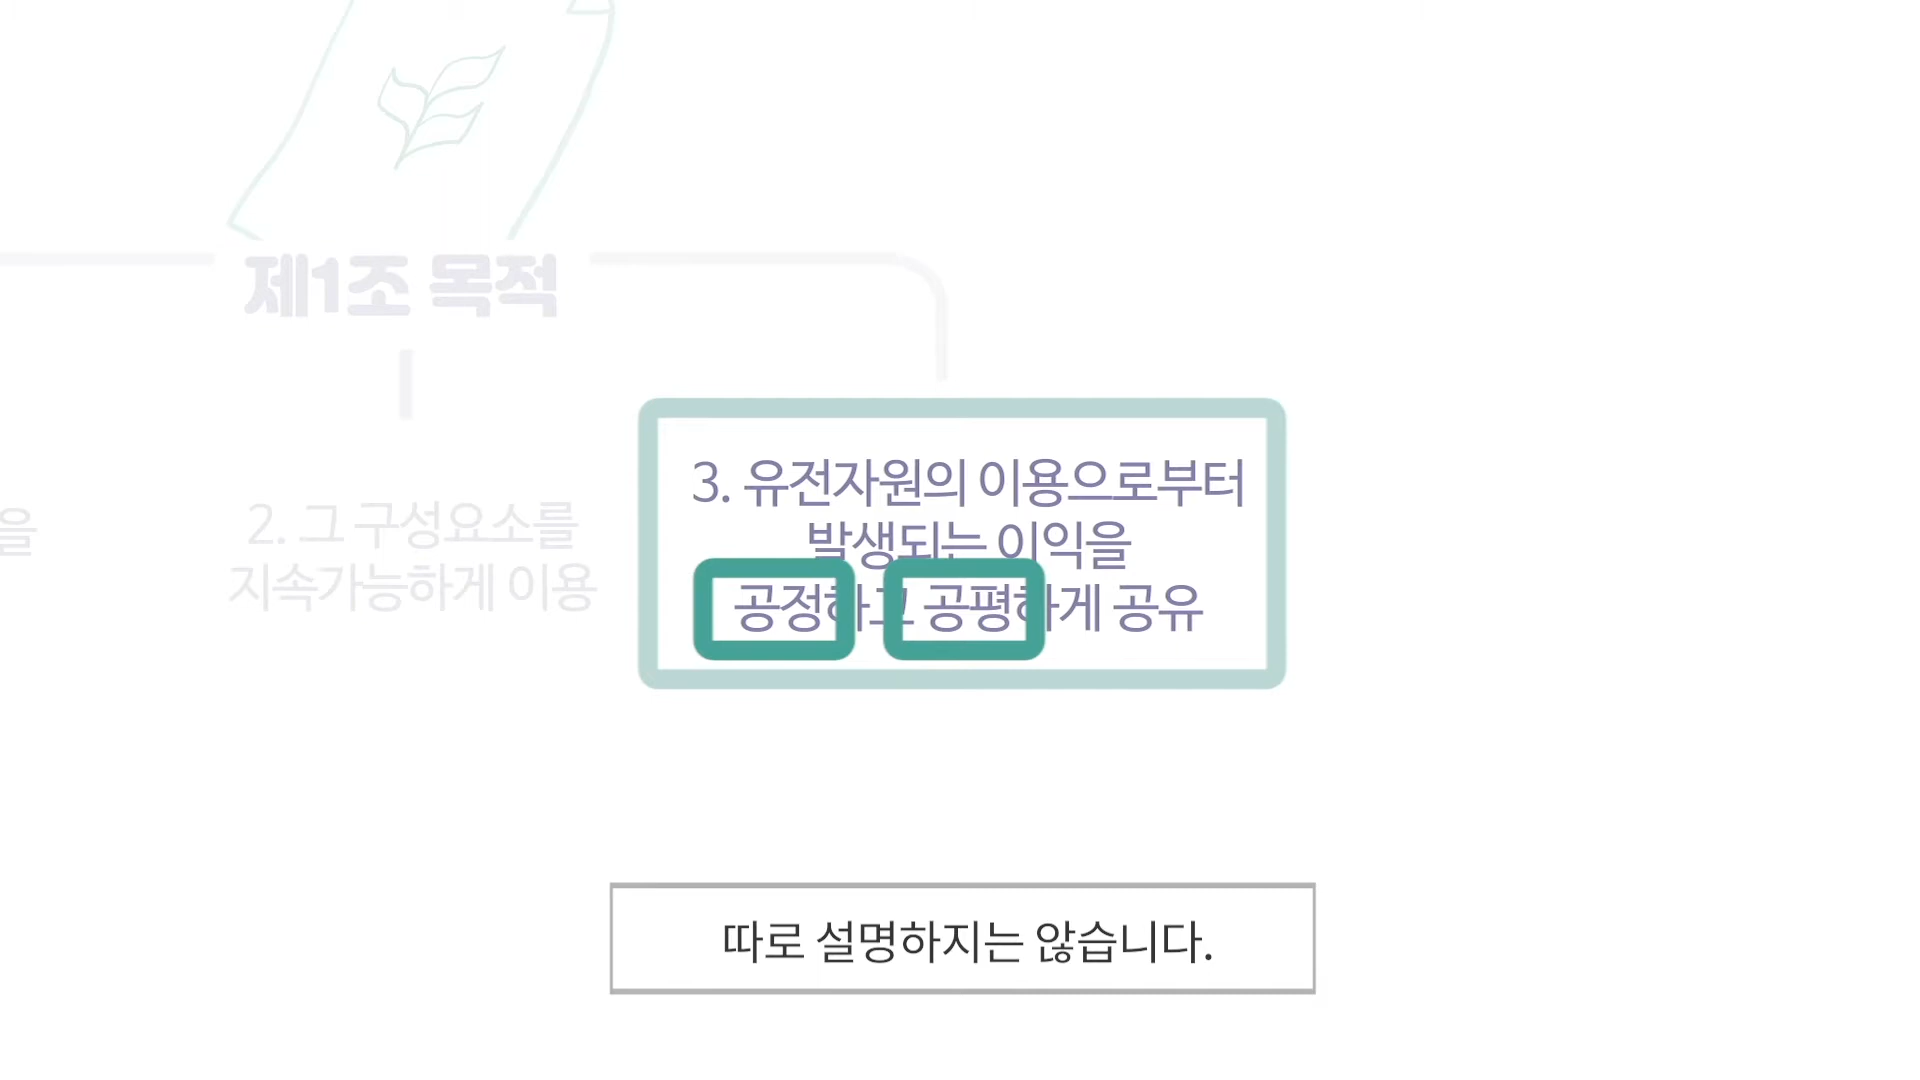 제1조 목적
을
2. 그 구성요소를
지속가능하게 이용
3. 유전자원의 이용으로부터
발생되는 이익을
공정하고 공평하게 공유
따로 설명하지는 않습니다.